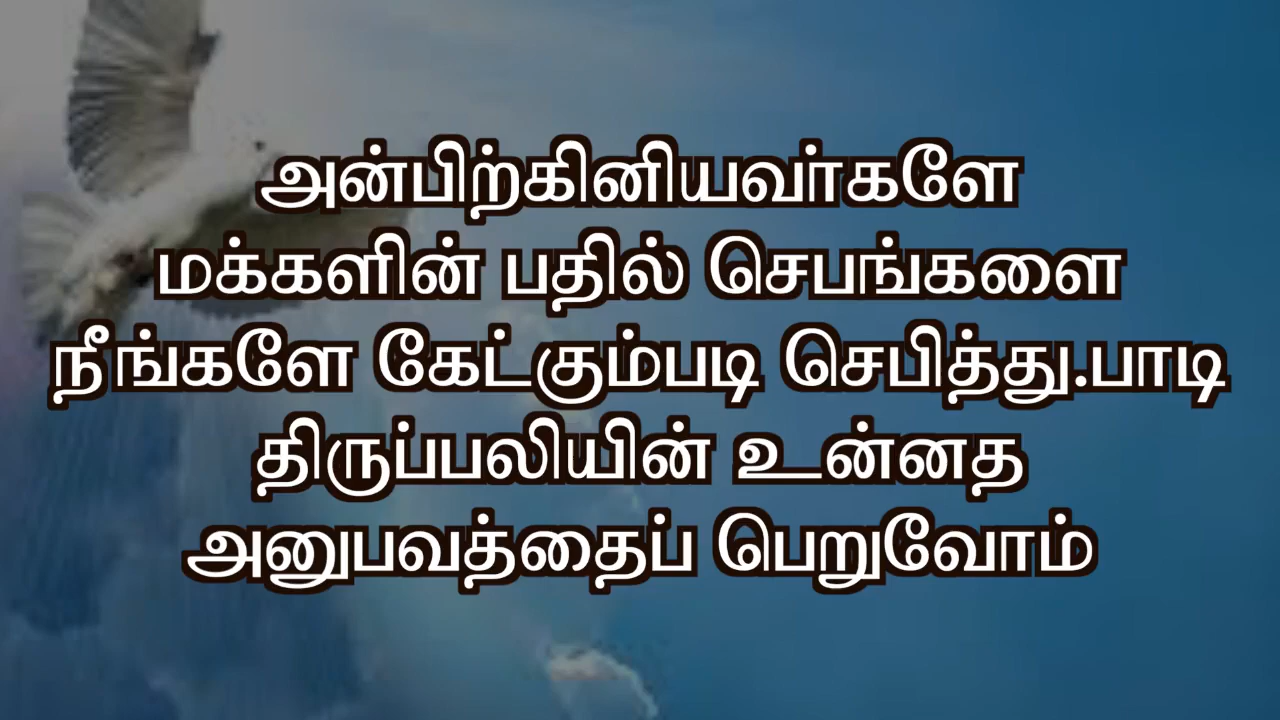 அன்பிற்கினியவர்களே
மக்களின் பதில் செபங்களை
நீங்களே கேட்கும்படி செபித்து.பாடி
திருப்பலியின் உன்னத
அனுபவத்தைப் பெறுவோம்